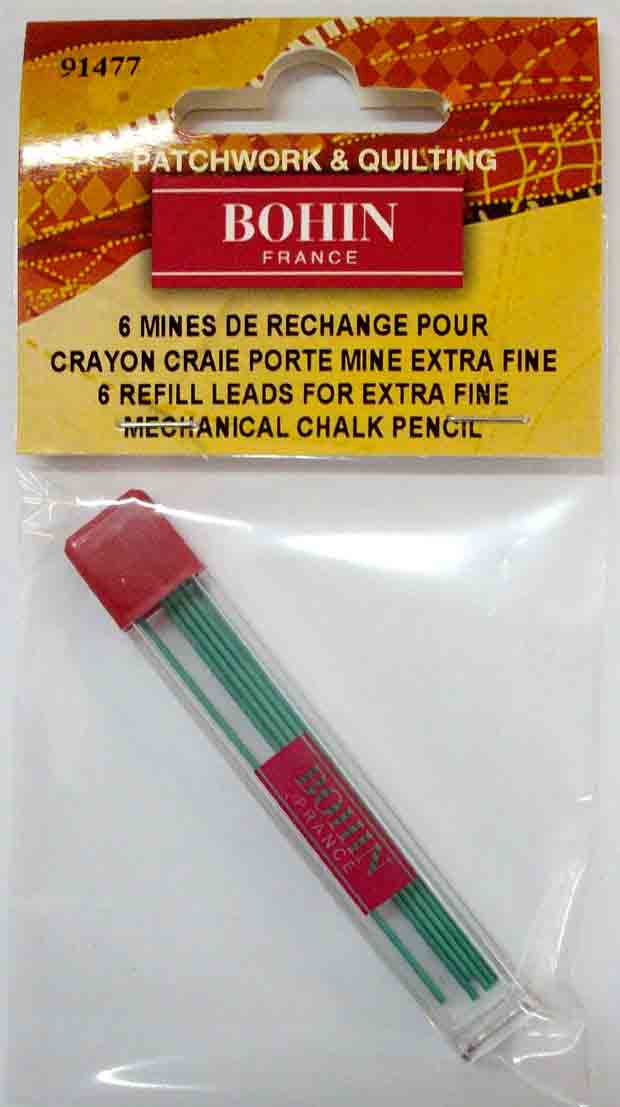 91477
PATCHWORK & QUILTING
BOHIN
FRANCE
6 MINES DE RECHANGE POUR
CRAYON CRAIE PORTE MINE EXTRA FINE
6 REFILL LEADS FOR EXTRA FINE
MECHANICAL CHALK PENCIL
BOHIN
FRANCE